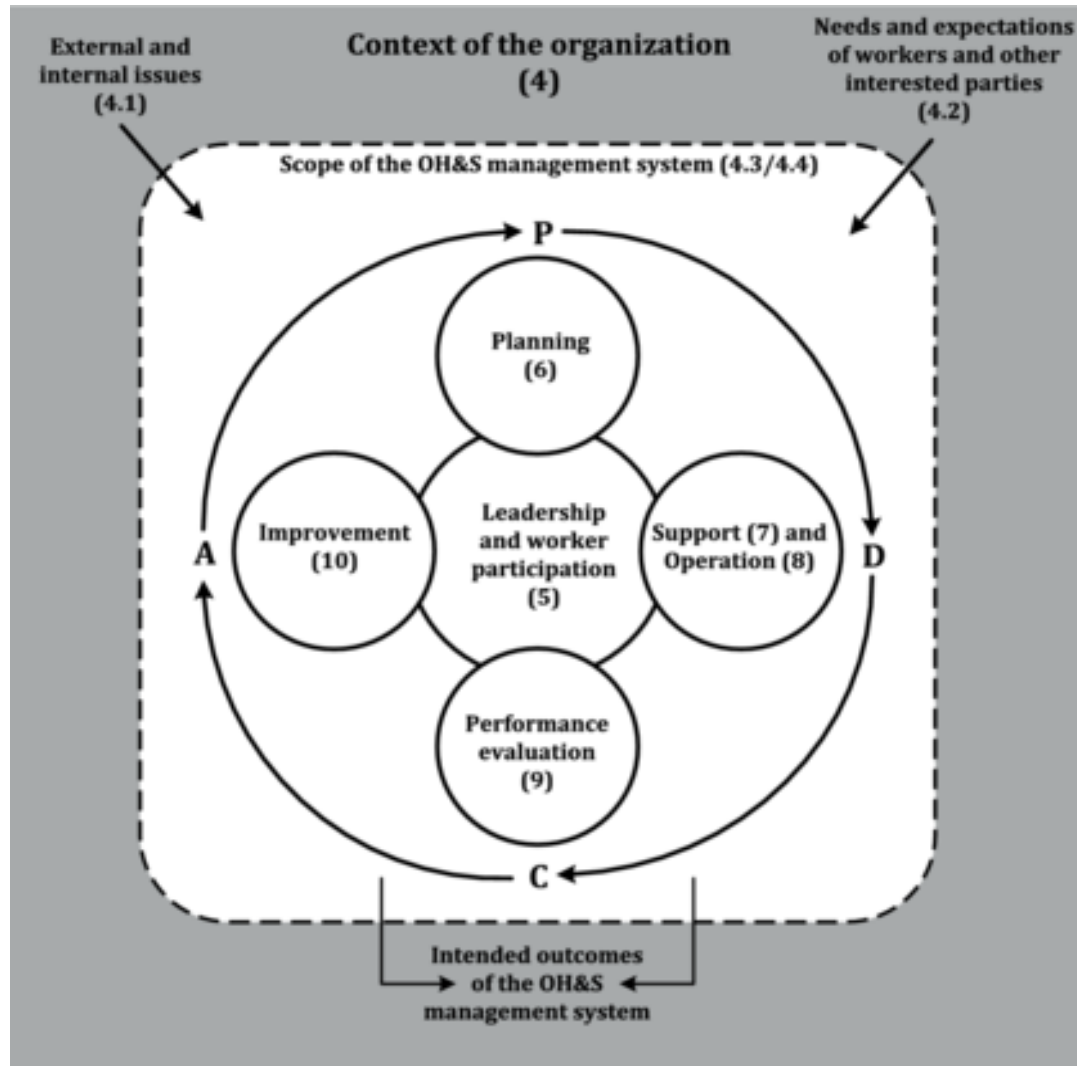 External and
internal issues
(4.1)
Context of the organization
(4)
Needs and expectations
of workers and other
interested parties
(4.2)
Scope of the OH&S management system (4.3/4.4)
P
Planning
(6)
A
Improvement
(10)
Leadership
and worker
participation
(5)
Support (7) and
Operation (8)
D
Performance
evaluation
(9)
C
Intended outcomes
of the OH&S
management system